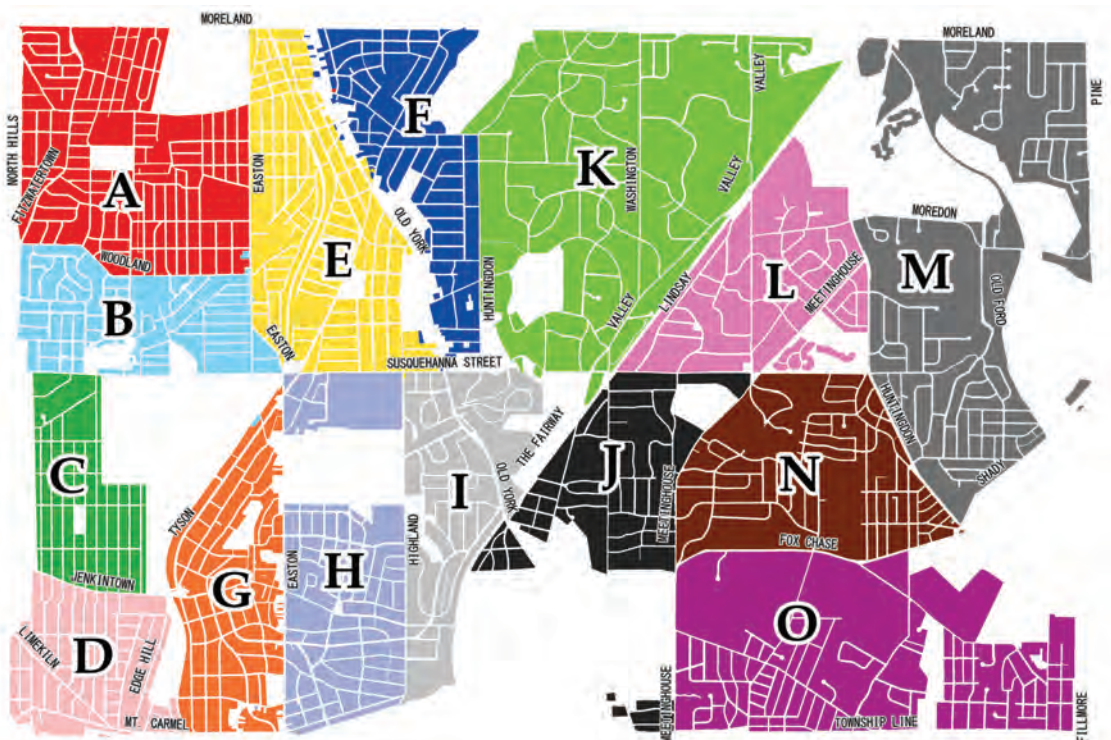 MORELAND
MORELAND
NORTH HILLS
FITZWATERTOWN
A
WOODLAND
EASTON
F
OLD YORK
K
WASHINGTON
VALLEY
VALLEY
PINE
MOREDON
B
EASTON
E
HUNTINGDON
VALLEY
LINDSAY
L
MEETINGHOUSE
M
OLD FORD
SUSQUEHANNA STREET
C
TYSON
JENKINTOWN
G
EASTON
H
HIGHLAND
I
OLD YORK
THE FAIRWAY
J
MEETINGHOUSE
N
HUNTINGDON
SHADY
FOX CHASE
D
LIMEKILN
EDGE HILL
MT. CARMEL
O
MEETINGHOUSE
TOWNSHIP LINE
FILLMORE